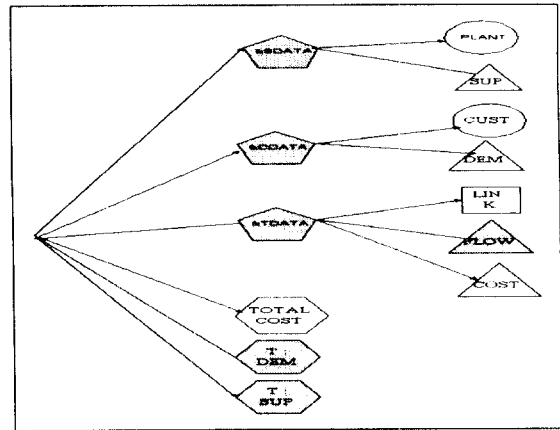 &SDATA
PLANT
SUP
&CDATA
CUST
DEM
&TDATA
LIN
K
FLOW
COST
TOTAL
COST
T
DEM
T
SUP